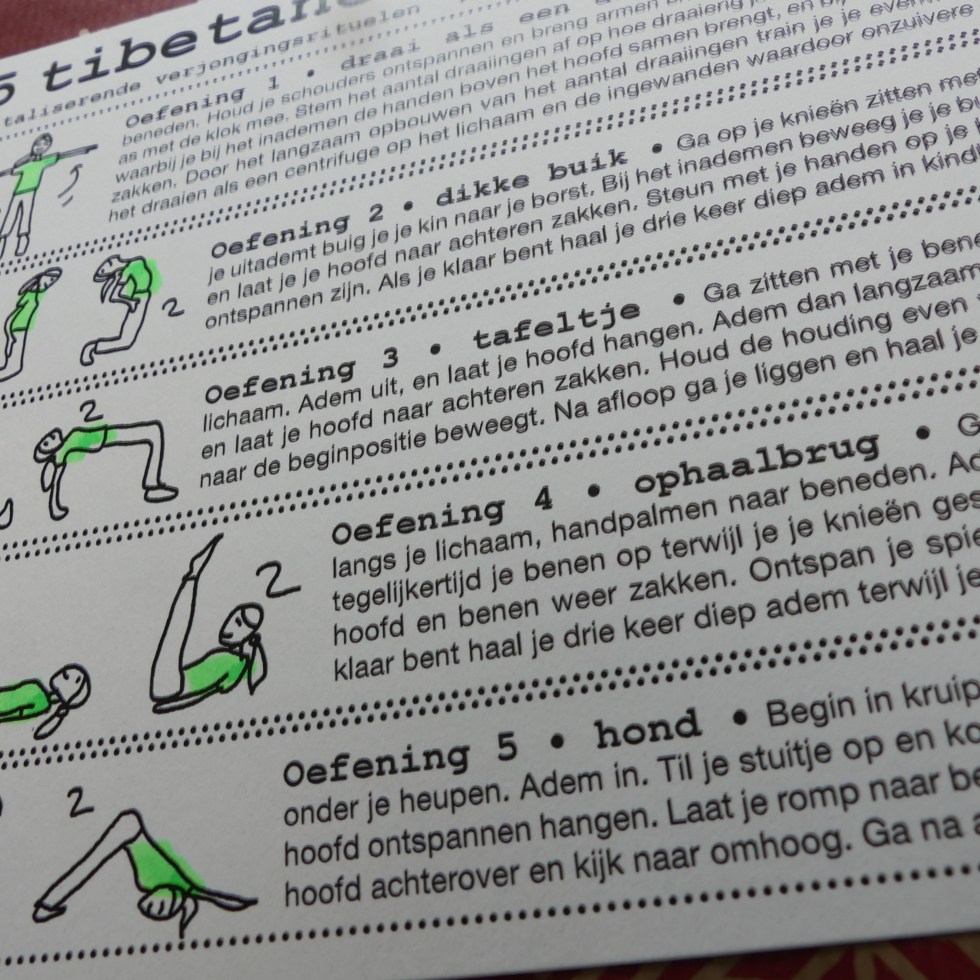 5 tibetan
taliserende verjongingsrituelen
Oefening 1 • draai als een
beneden. Houd je schouders ontspannen en breng armen
as met de klok mee. Stem het aantal draaiingen af op hoe draaierig
waarbij je bij het inademen de handen boven het hoofd samen brengt, en
zakken. Door het langzaam opbouwen van het aantal draaiingen train je je
het draaien als een centrifuge op het lichaam en de ingewanden waardoor onzuivere
Oefening 2 • dikke buik • Ga op je knieën zitten met
je uitademt buig je je kin naar je borst. Bij het inademen beweeg je je
en laat je je hoofd naar achteren zakken. Steun met je handen op je
ontspannen zijn. Als je klaar bent haal je drie keer diep adem in
2
Oefening 3 • tafeltje • Ga zitten met je
lichaam. Adem uit, en laat je hoofd hangen. Adem dan langzaam
en laat je hoofd naar achteren zakken. Houd de houding even
naar de beginpositie beweegt. Na afloop ga je liggen en haal je
2
Oefening 4 • ophaalbrug •
langs je lichaam, handpalmen naar beneden.
tegelijkertijd je benen op terwijl je je knieën
hoofd en benen weer zakken. Ontspan je
klaar bent haal je drie keer diep adem terwijl je
2
Oefening 5 • hond • Begin in
onder je heupen. Adem in. Til je stuitje op en
hoofd ontspannen hangen. Laat je romp naar
hoofd achterover en kijk naar omhoog. Ga na
2